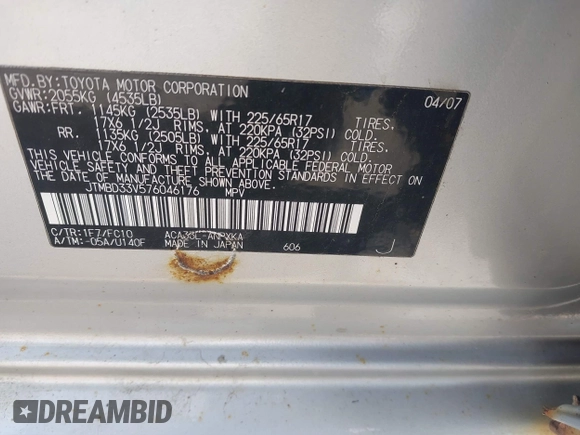 MFD.BY:TOYOTA MOTOR CORPORATION 04/07
GVWR:2055KG (4535LB)
GAWR:FRT. 1145KG (2535LB) WITH 225/65R17 TIRES.
17X6 1/2J RIMS. AT 220KPA (32PSI) COLD.
RR. 1135KG (2505LB) WITH 225/65R17 TIRES.
17X6 1/2J RIMS. AT 220KPA (32PSI) COLD.
THIS VEHICLE CONFORMS TO ALL APPLICABLE FEDERAL MOTOR
VEHICLE SAFETY AND THEFT PREVENTION STANDARDS IN EFFECT ON
THE DATE OF MANUFACTURE SHOWN ABOVE.
JTMBD33V576046176 MPV
C/TR:1F7/FC10 ACA33L-ANPXKA
A/TM:-05A/U140F MADE IN JAPAN 606 J
DREAMBID